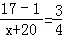 17 − 1 / x+20 = 3 / 4